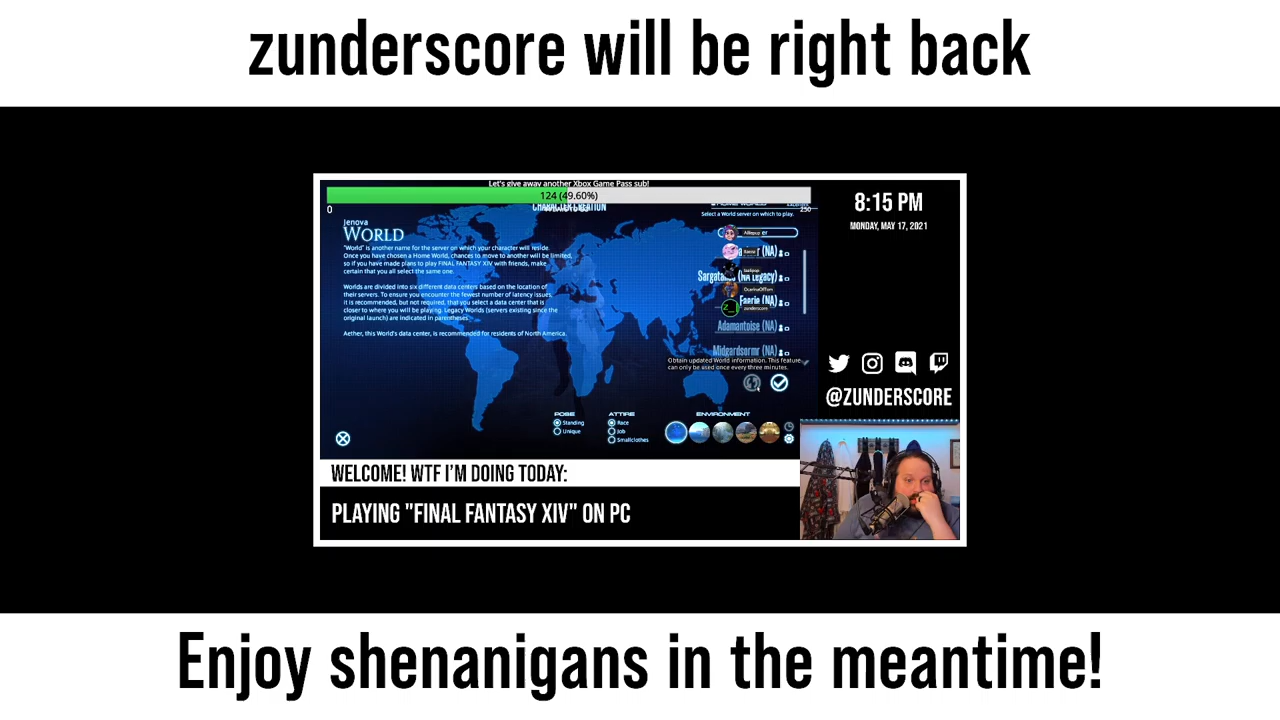 zunderscore will be right back
Let's give away another Xbox Game Pass sub!
124 (49.60%)
0
250
CHARACTER CREATION
Jenova
WORLD
"World" is another name for the server on which your character will reside.
Once you have chosen a Home World, chances to move to another will be limited,
so if you have made plans to play FINAL FANTASY XIV with friends, make
certain that you all select the same one.
Worlds are divided into six different data centers based on the location of
their servers. To ensure you encounter the fewest number of latency issues,
it is recommended, but not required, that you select a data center that is
closer to where you will be playing. Legacy Worlds (servers existing since the
original launch) are indicated in parentheses.
Aether, this World's data center, is recommended for residents of North America.
Select a World server on which to play.
(NA)
(NA Legacy)
Faerie (NA)
zunderscore
Adamantoise (NA)
Midgardsormr (NA)
Obtain updated World information. This feature
can only be used once every three minutes.
POSE
Standing
Unique
ATTIRE
Race
Job
Smallclothes
ENVIRONMENT
8:15 PM
MONDAY, MAY 17, 2021
@ZUNDERSCORE
WELCOME! WTF I'M DOING TODAY:
PLAYING "FINAL FANTASY XIV" ON PC
Enjoy shenanigans in the meantime!